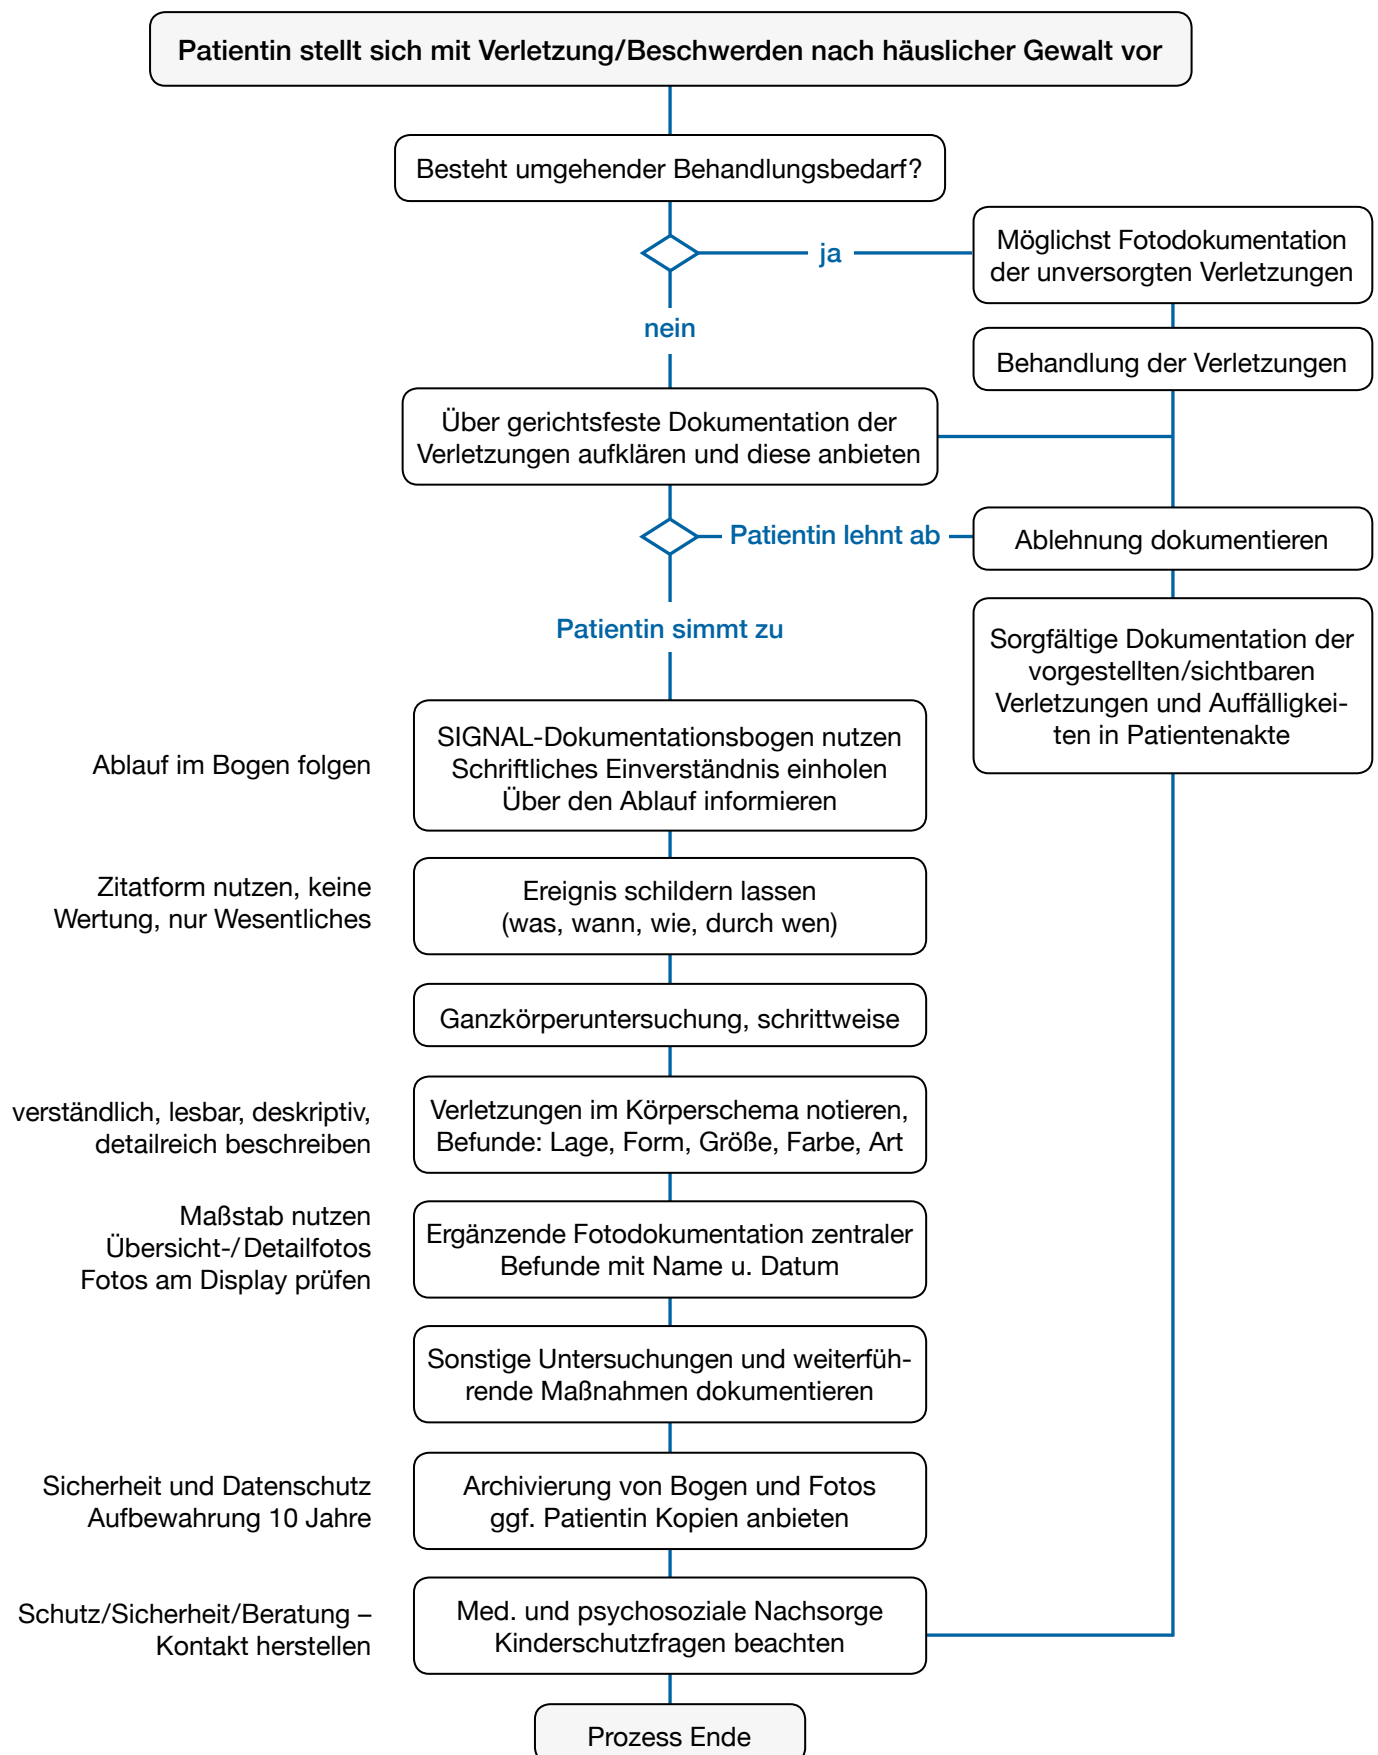 Patientin stellt sich mit Verletzung/Beschwerden nach häuslicher Gewalt vor
Besteht umgehender Behandlungsbedarf?
ja
Möglichst Fotodokumentation
der unversorgten Verletzungen
nein
Behandlung der Verletzungen
Über gerichtsfeste Dokumentation der
Verletzungen aufklären und diese anbieten
Patientin lehnt ab
Ablehnung dokumentieren
Patientin simmt zu
Sorgfältige Dokumentation der
vorgestellten/sichtbaren
Verletzungen und Auffälligkei-
ten in Patientenakte
Ablauf im Bogen folgen
SIGNAL-Dokumentationsbogen nutzen
Schriftliches Einverständnis einholen
Über den Ablauf informieren
Zitatform nutzen, keine
Wertung, nur Wesentliches
Ereignis schildern lassen
(was, wann, wie, durch wen)
Ganzkörperuntersuchung, schrittweise
verständlich, lesbar, deskriptiv,
detailreich beschreiben
Verletzungen im Körperschema notieren,
Befunde: Lage, Form, Größe, Farbe, Art
Maßstab nutzen
Übersicht-/Detailfotos
Fotos am Display prüfen
Ergänzende Fotodokumentation zentraler
Befunde mit Name u. Datum
Sonstige Untersuchungen und weiterfüh-
rende Maßnahmen dokumentieren
Sicherheit und Datenschutz
Aufbewahrung 10 Jahre
Archivierung von Bogen und Fotos
ggf. Patientin Kopien anbieten
Schutz/Sicherheit/Beratung –
Kontakt herstellen
Med. und psychosoziale Nachsorge
Kinderschutzfragen beachten
Prozess Ende